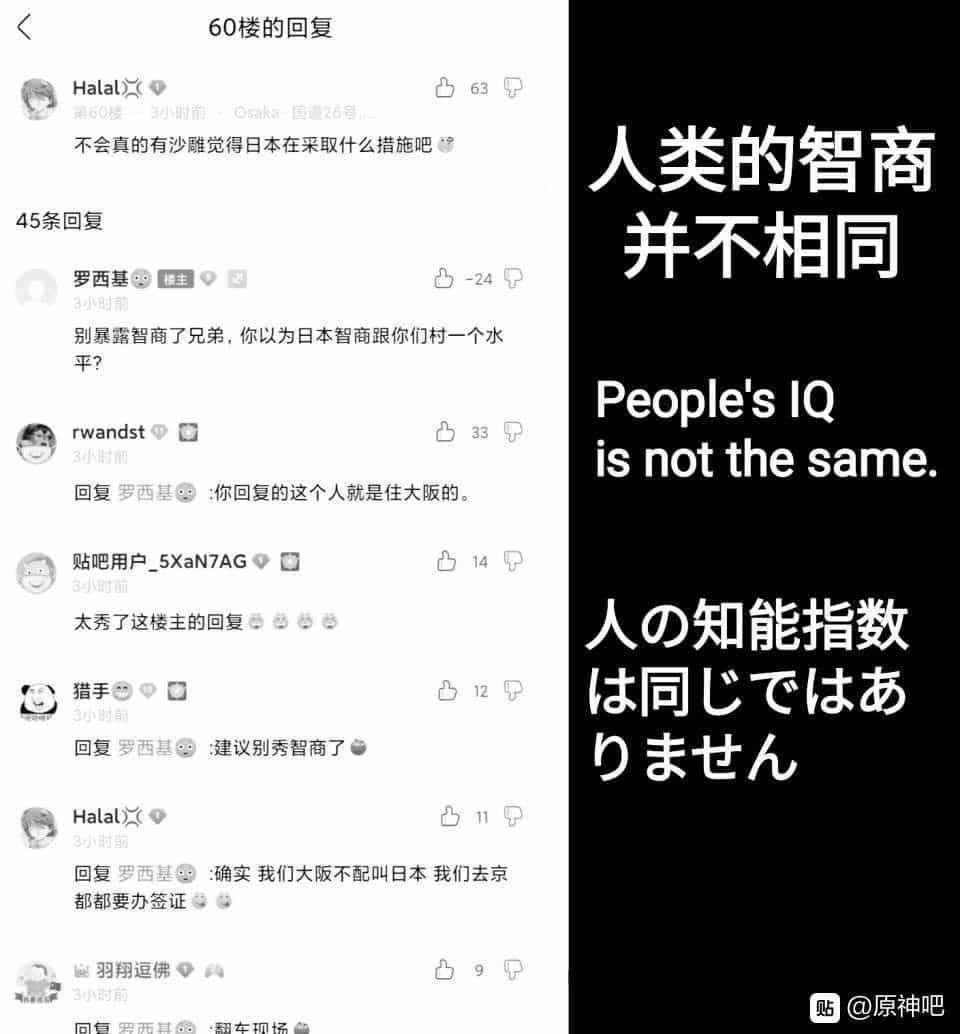 60楼的回复
Halal
63
第60楼 · 3小时前 · Osaka · 国道26号,...
不会真的有沙雕觉得日本在采取什么措施吧
45条回复
罗西基 楼主
-24
3小时前
别暴露智商了兄弟,你以为日本智商跟你们村一个水
平?
rwandst
33
3小时前
回复 罗西基 :你回复的这个人就是住大阪的。
贴吧用户_5XaN7AG
14
3小时前
太秀了这楼主的回复
猎手
12
3小时前
回复 罗西基 :建议别秀智商了
Halal
11
3小时前
回复 罗西基 :确实 我们大阪不配叫日本 我们去京
都都要办签证
羽翔逗佛
9
3小时前
回复 罗西基 :翻车现场
人类的智商
并不相同
People's IQ
is not the same.
人の知能指数
は同じではあ
りません
贴 @原神吧